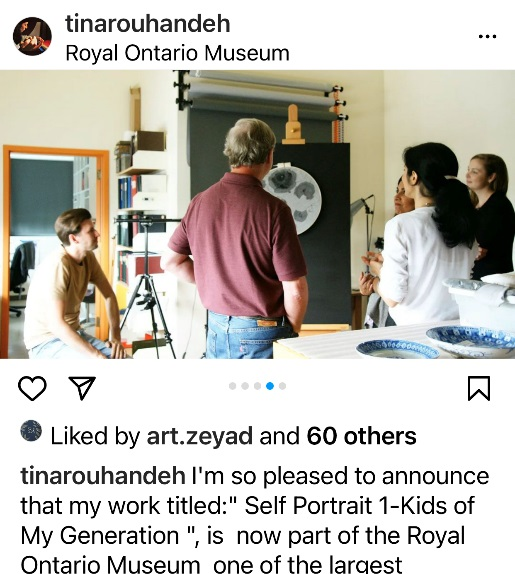 tinarouhandeh
Royal Ontario Museum
Liked by art.zeyad and 60 others
tinarouhandeh I'm so pleased to announce
that my work titled:" Self Portrait 1-Kids of
My Generation ", is now part of the Royal
Ontario Museum one of the largest